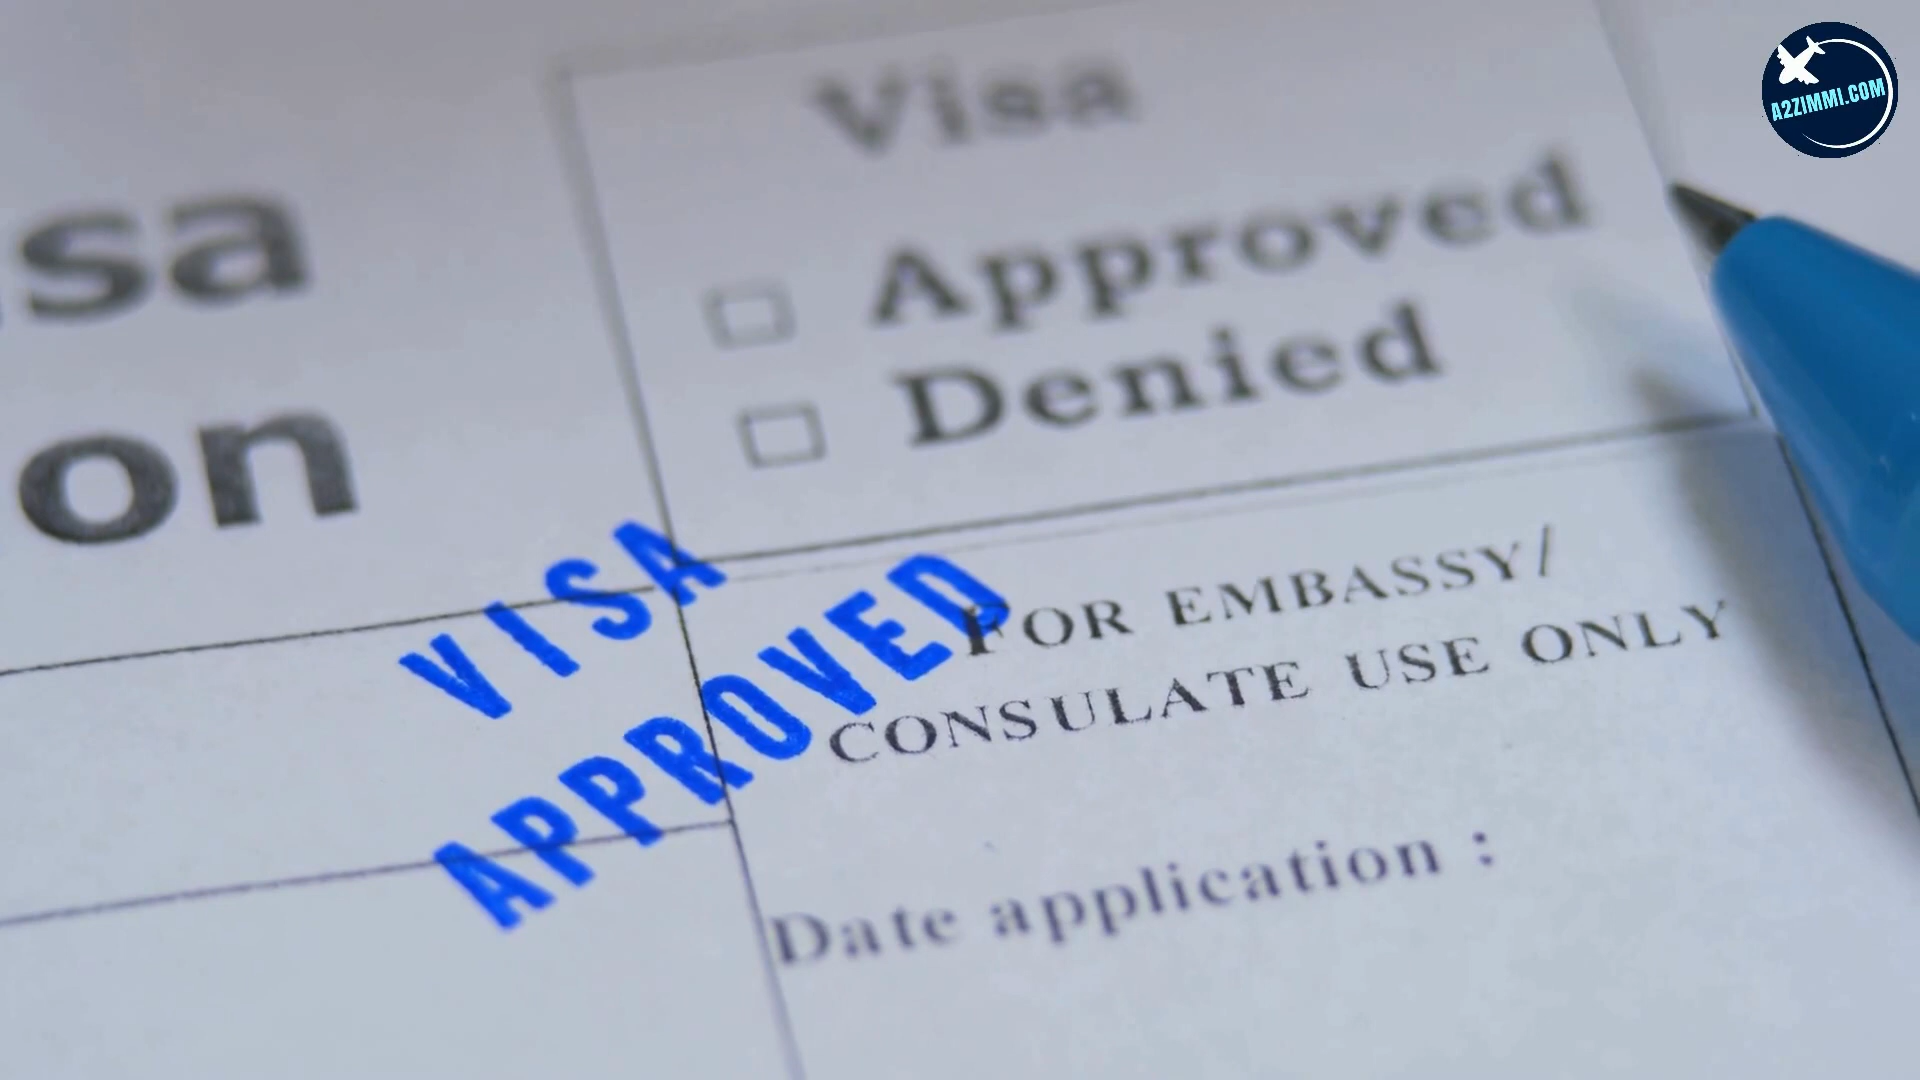 Visa
Approved
Denied
sa
on
VISA
APPROVED
FOR EMBASSY/
CONSULATE USE ONLY
Date application :
A2ZIMMI.COM